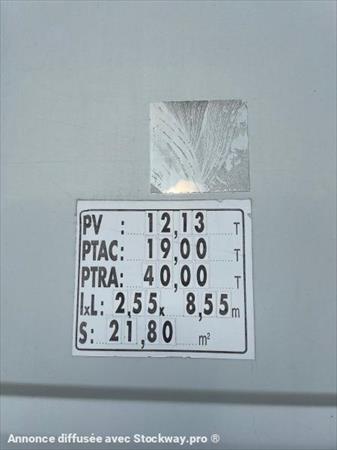 PV : 12,13 T
PTAC: 19,00 T
PTRA: 40,00 T
lxL: 2,55x 8,55m
S: 21,80 m²
Annonce diffusée avec Stockway.pro ®